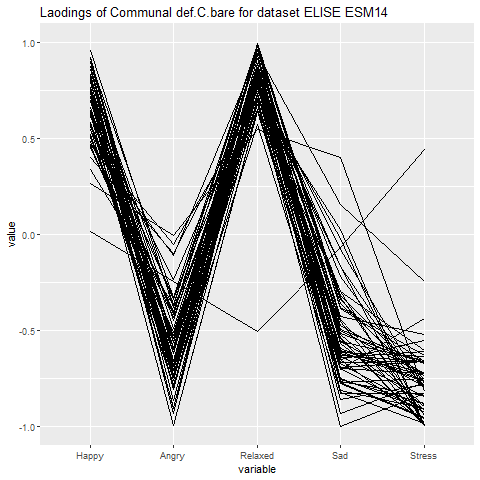 Laodings of Communal def.C.bare for dataset ELISE ESM14
1.0
0.5
0.0
-0.5
-1.0
value
Happy Angry Relaxed Sad Stress
variable